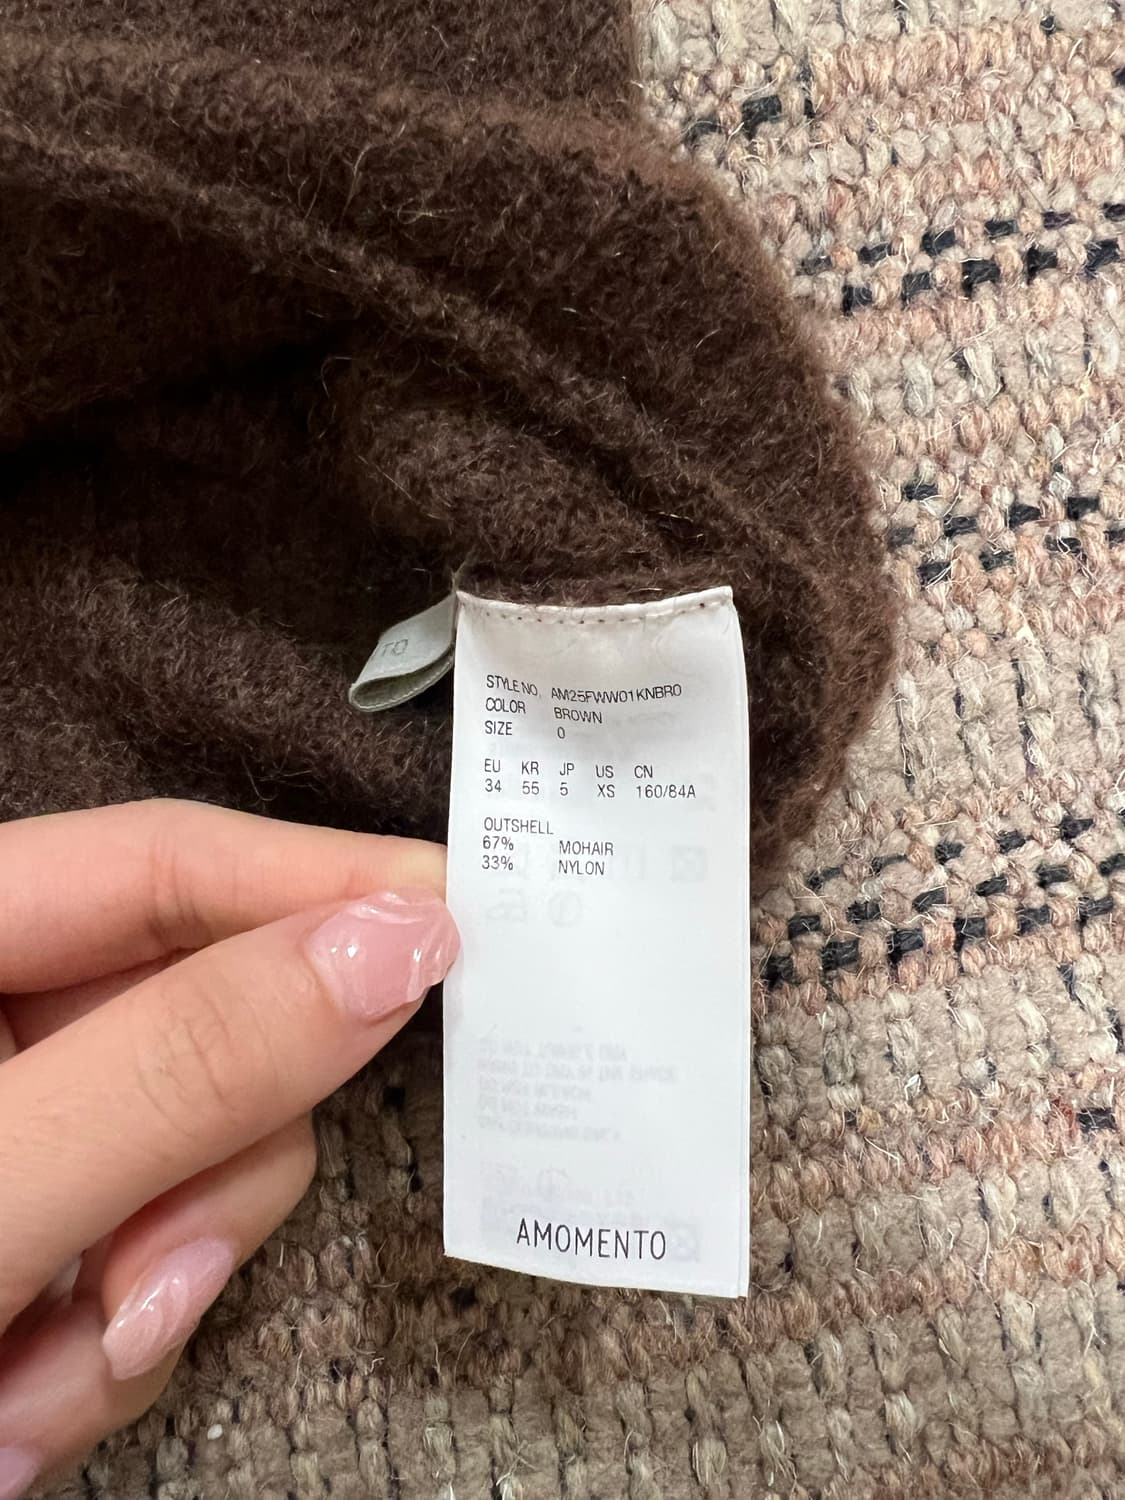 TO
STYLE NO. AM25FWW01KNBRO
COLOR BROWN
SIZE 0
EU KR JP US CN
34 55 5 XS 160/84A
OUTSHELL
67% MOHAIR
33% NYLON
AMOMENTO